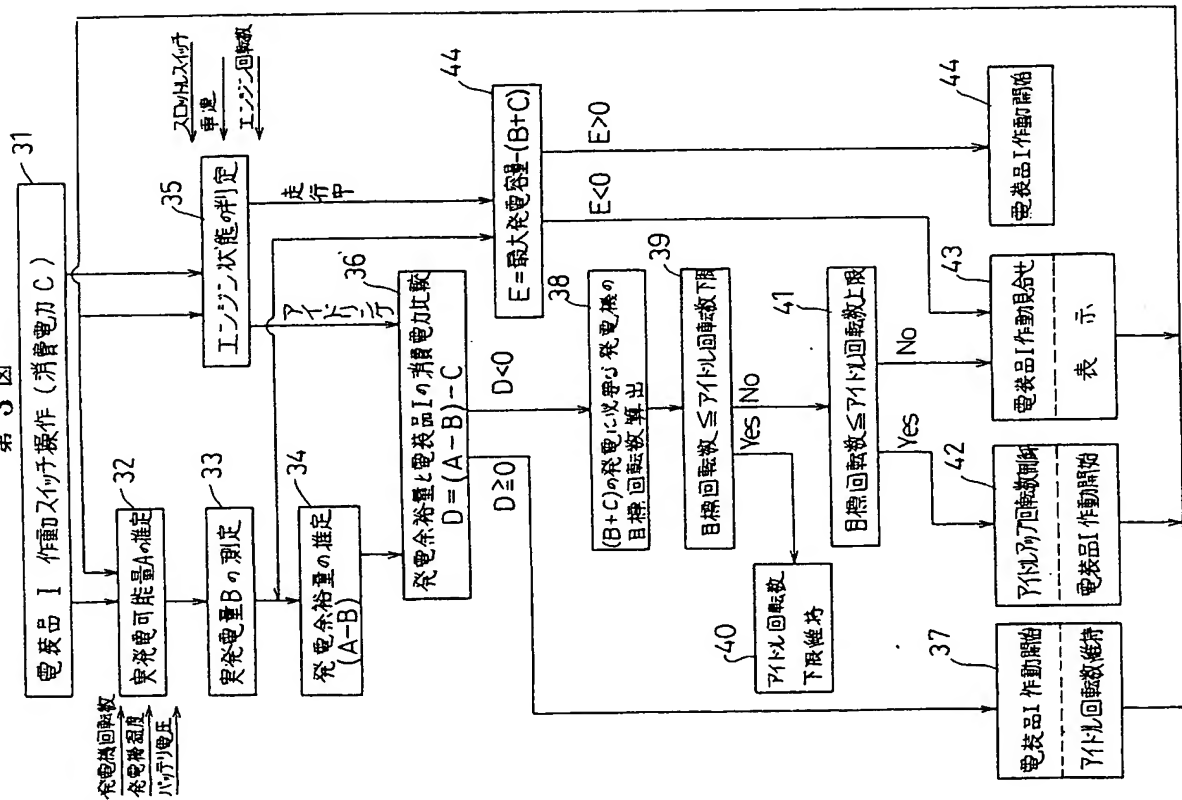 第3図
31
電装品I 作動スイッチ操作(消費電力C)
発電機回転数
発電機温度
バッテリ電圧
32
実発電可能量Aの推定
33
実発電量Bの測定
34
発電余裕量の推定
(A-B)
スロットルスイッチ
車速
エンジン回転数
35
エンジン状態の判定
走行中
アイドリング
36
発電余裕量と電装品Iの消費電力比較
D=(A-B)-C
D≧0
D<0
44
E=最大発電容量-(B+C)
E<0
E>0
38
(B+C)の発電に必要な発電機の
目標回転数算出
39
目標回転数≦アイドル回転数下限
Yes
No
40
アイドル回転数
下限維持
41
目標回転数≦アイドル回転数上限
Yes
No
37
電装品I作動開始
アイドル回転数維持
42
アイドルアップ回転数制御
電装品I作動開始
43
電装品I作動見合せ
表示
44
電装品I作動開始